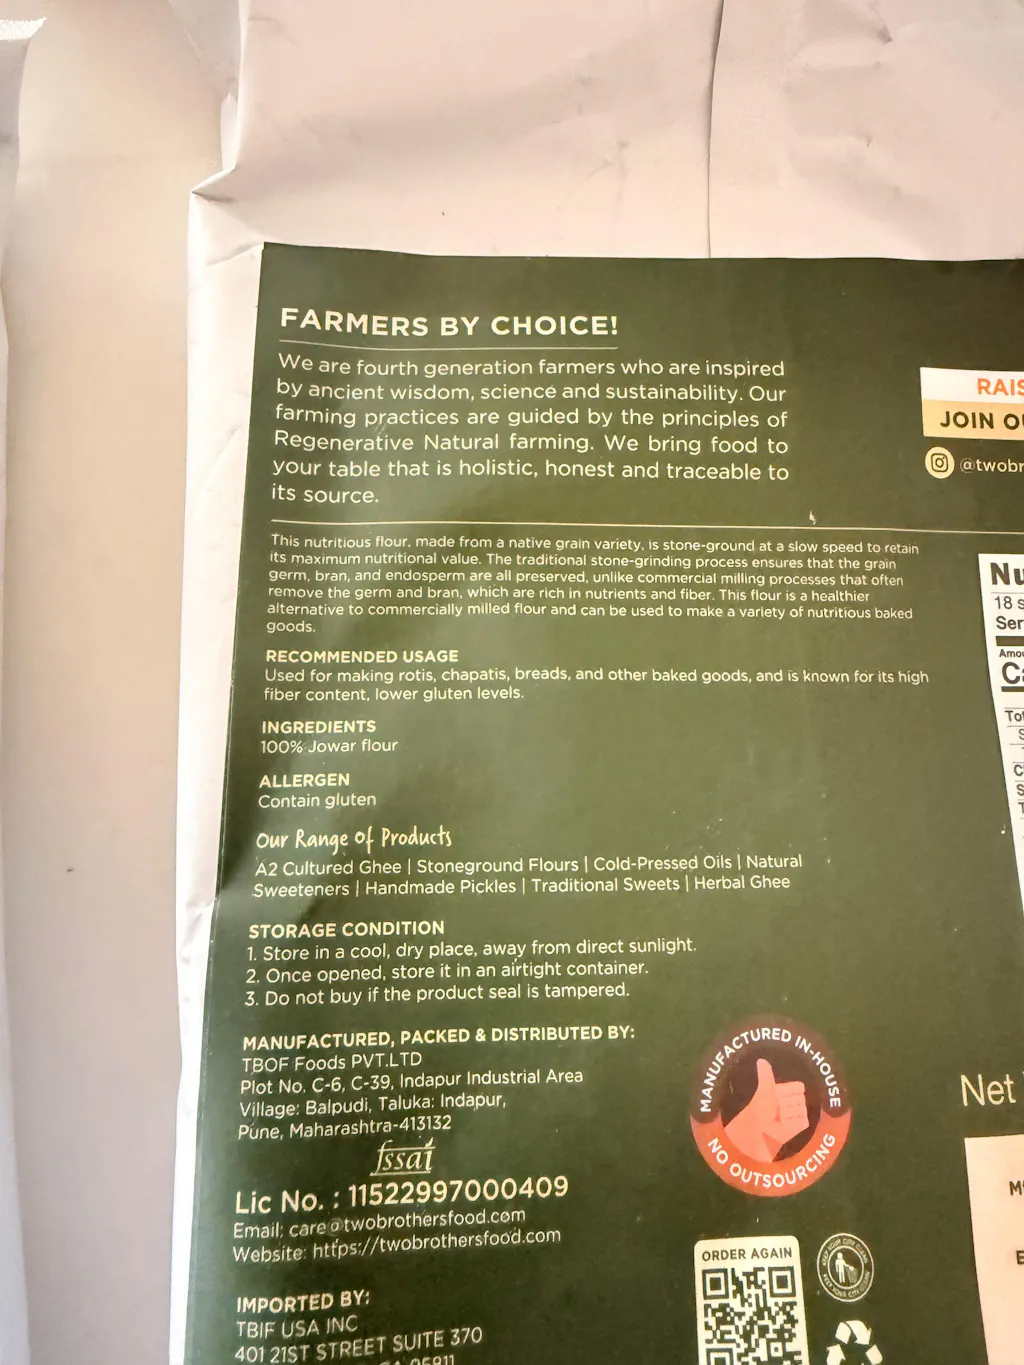 FARMERS BY CHOICE!
We are fourth generation farmers who are inspired
by ancient wisdom, science and sustainability. Our
farming practices are guided by the principles of
Regenerative Natural farming. We bring food to
your table that is holistic, honest and traceable to
its source.
RAIS
JOIN OU
@twobr
This nutritious flour, made from a native grain variety, is stone-ground at a slow speed to retain
its maximum nutritional value. The traditional stone-grinding process ensures that the grain
germ, bran, and endosperm are all preserved, unlike commercial milling processes that often
remove the germ and bran, which are rich in nutrients and fiber. This flour is a healthier
alternative to commercially milled flour and can be used to make a variety of nutritious baked
goods.
RECOMMENDED USAGE
Used for making rotis, chapatis, breads, and other baked goods, and is known for its high
fiber content, lower gluten levels.
INGREDIENTS
100% Jowar flour
ALLERGEN
Contain gluten
Our Range of Products
A2 Cultured Ghee | Stoneground Flours | Cold-Pressed Oils | Natural
Sweeteners | Handmade Pickles | Traditional Sweets | Herbal Ghee
STORAGE CONDITION
1. Store in a cool, dry place, away from direct sunlight.
2. Once opened, store it in an airtight container.
3. Do not buy if the product seal is tampered.
MANUFACTURED, PACKED & DISTRIBUTED BY:
TBOF Foods PVT.LTD
Plot No. C-6, C-39, Indapur Industrial Area
Village: Balpudi, Taluka: Indapur,
Pune, Maharashtra-413132
fssai
Lic No. : 11522997000409
Email: care@twobrothersfood.com
Website: https://twobrothersfood.com
IMPORTED BY:
TBIF USA INC
401 21ST STREET SUITE 370
MANUFACTURED IN-HOUSE
NO OUTSOURCING
ORDER AGAIN
Nu
18 s
Ser
Amou
Ca
Tot
Net